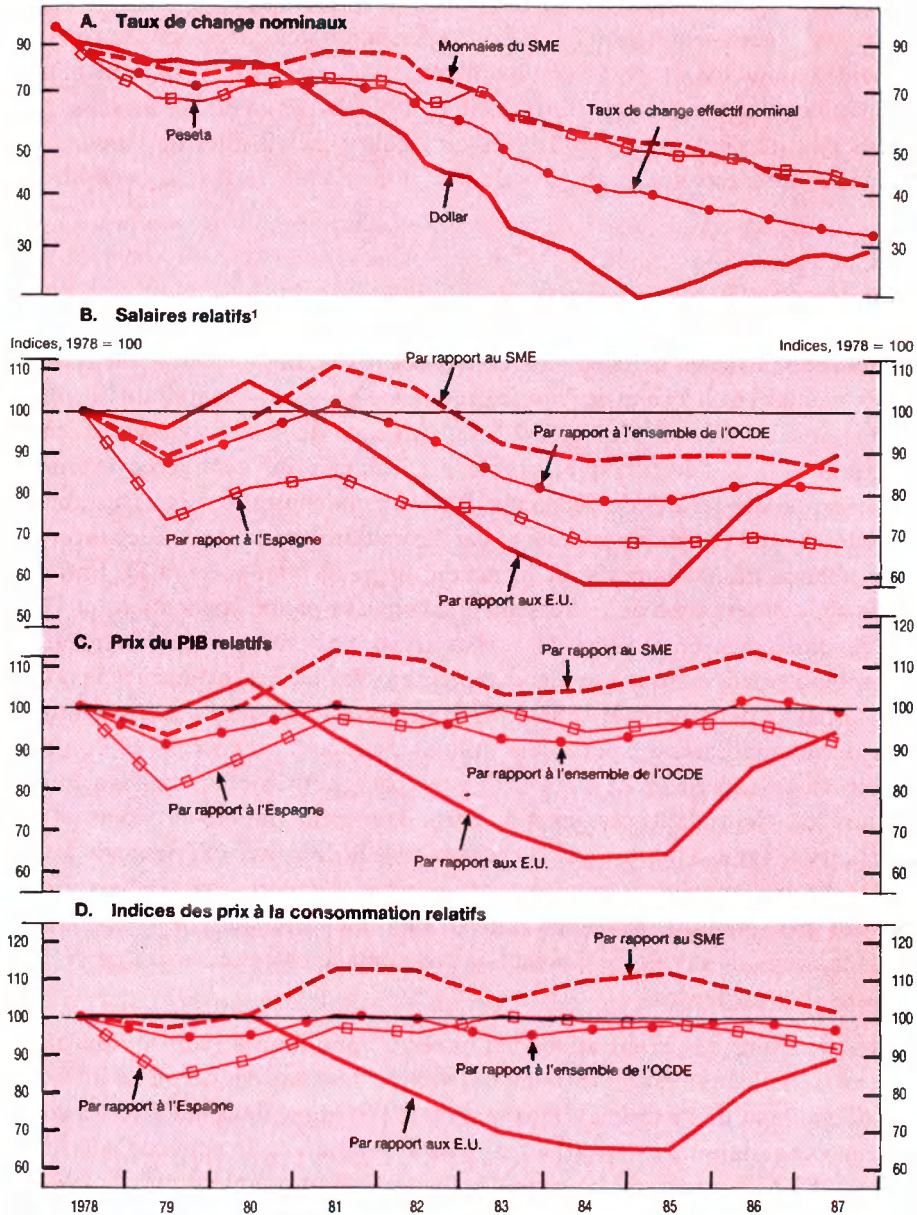 A. Taux de change nominaux
90
70
50
40
30
90
70
50
40
30
Monnaies du SME
Taux de change effectif nominal
Peseta
Dollar
B. Salaires relatifs¹
Indices, 1978 = 100
Indices, 1978 = 100
110
100
90
80
70
60
50
110
100
90
80
70
60
Par rapport au SME
Par rapport à l'ensemble de l'OCDE
Par rapport à l'Espagne
Par rapport aux E.U.
C. Prix du PIB relatifs
110
100
90
80
70
60
120
110
100
90
80
70
60
Par rapport au SME
Par rapport à l'ensemble de l'OCDE
Par rapport à l'Espagne
Par rapport aux E.U.
D. Indices des prix à la consommation relatifs
120
110
100
90
80
70
60
120
110
100
90
80
70
60
Par rapport au SME
Par rapport à l'ensemble de l'OCDE
Par rapport à l'Espagne
Par rapport aux E.U.
1978 79 80 81 82 83 84 85 86 87